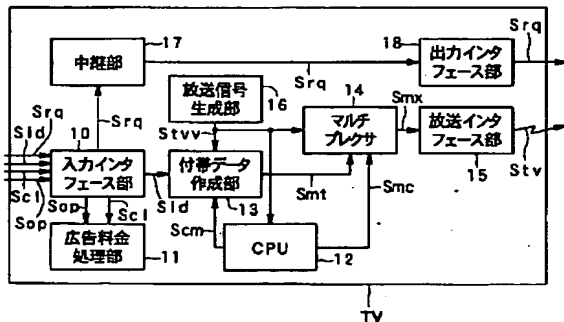 Srq
17
中継部
Srq
18
出力インタ
フェース部
Srq
放送信号
生成部
16
Srq
Sld
Scl
Sop
10
入力インタ
フェース部
Srq
Stvv
14
マルチ
プレクサ
Smx
放送インタ
フェース部
15
Stv
Sld
付帯データ
作成部
13
Smt
Sop
Scl
Scm
Smc
広告料金
処理部
11
CPU
12
TV